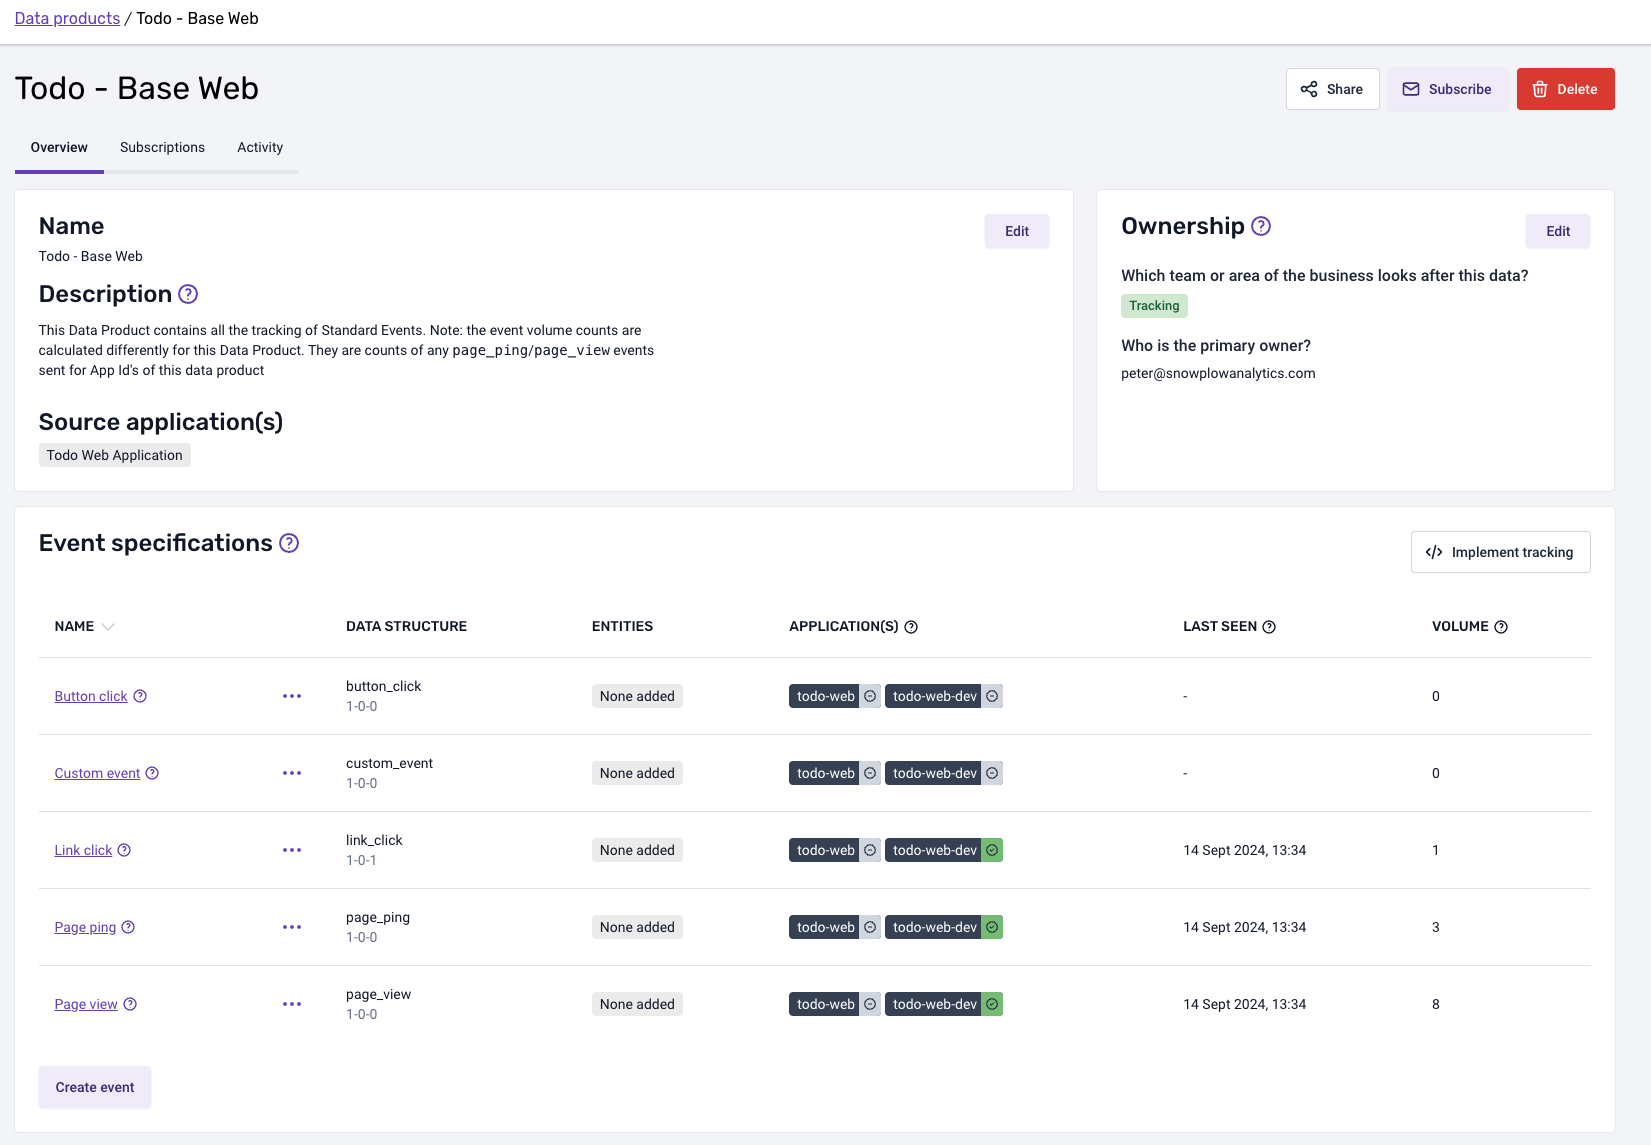 Data products / Todo - Base Web
Todo - Base Web
Share
Subscribe
Delete
Overview
Subscriptions
Activity
Name
Edit
Todo - Base Web
Description
This Data Product contains all the tracking of Standard Events. Note: the event volume counts are
calculated differently for this Data Product. They are counts of any page_ping/page_view events
sent for App Id's of this data product
Source application(s)
Todo Web Application
Ownership
Edit
Which team or area of the business looks after this data?
Tracking
Who is the primary owner?
peter@snowplowanalytics.com
Event specifications
Implement tracking
NAME DATA STRUCTURE ENTITIES APPLICATION(S) LAST SEEN VOLUME
Button click button_click None added todo-web todo-web-dev - 0
1-0-0
Custom event custom_event None added todo-web todo-web-dev - 0
1-0-0
Link click link_click None added todo-web todo-web-dev 14 Sept 2024, 13:34 1
1-0-1
Page ping page_ping None added todo-web todo-web-dev 14 Sept 2024, 13:34 3
1-0-0
Page view page_view None added todo-web todo-web-dev 14 Sept 2024, 13:34 8
1-0-0
Create event